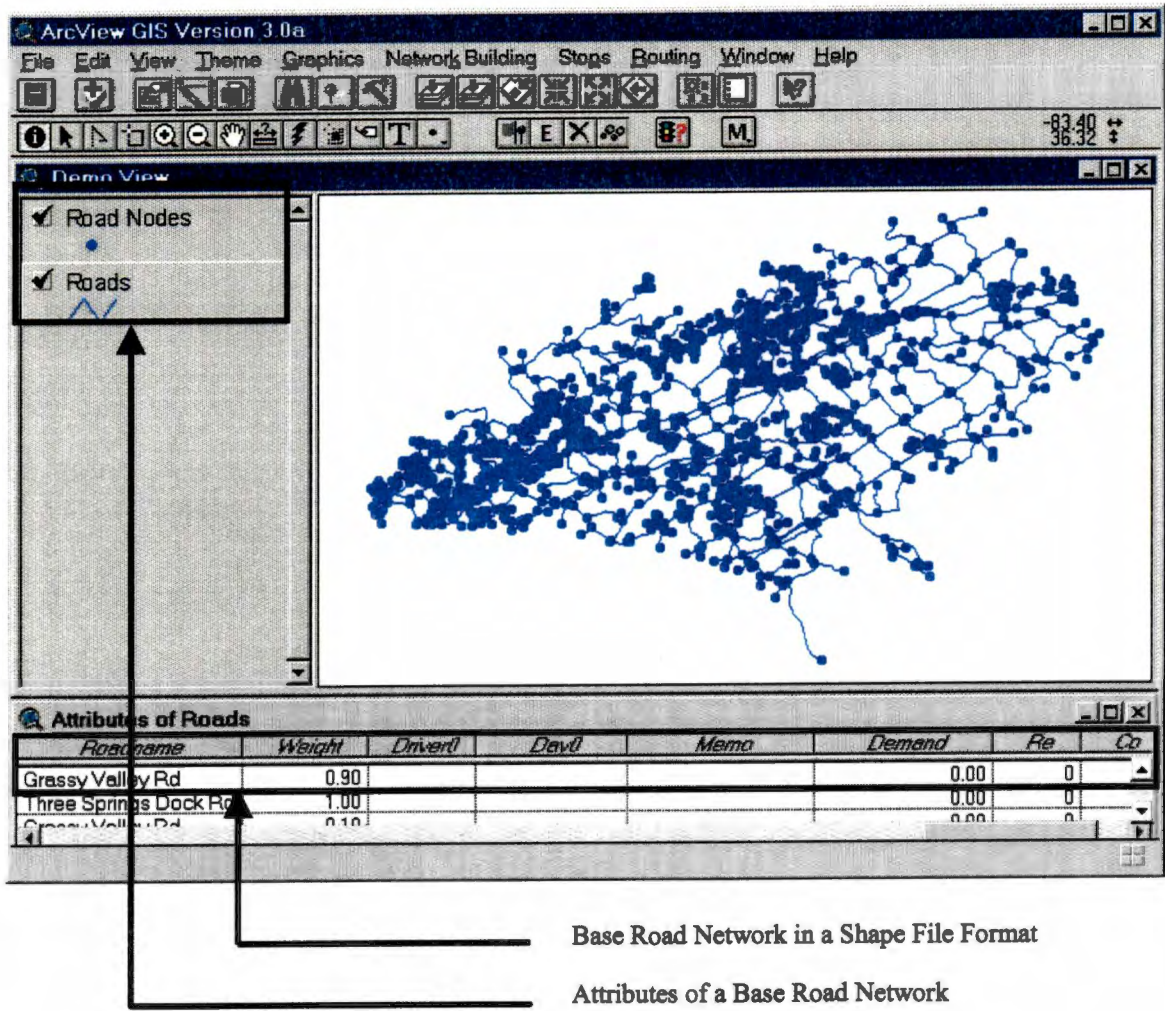 ArcView GIS Version 3.0a
File Edit View Theme Graphics Network Building Stops Routing Window Help
E T M
-83.40
36.32
Demo View
Road Nodes
Roads
Attributes of Roads
Roadname Weight Driver0 Day0 Memo Demand Re Co
Grassy Valley Rd 0.90 0.00 0
Three Springs Dock Rd 1.00 0.00 0
Grassy Valley Rd 0.10 0.00 0
Base Road Network in a Shape File Format
Attributes of a Base Road Network